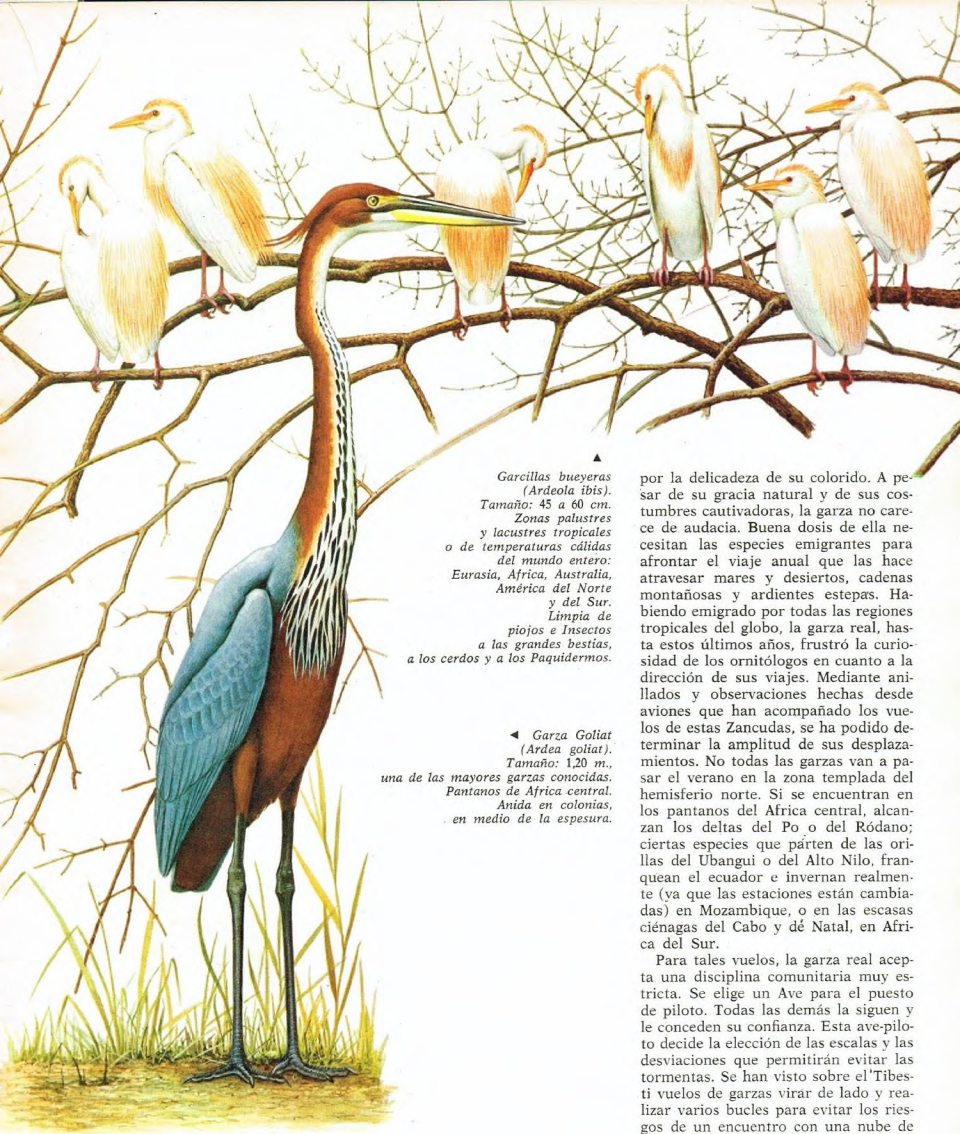 ▲
Garcillas bueyeras
(Ardeola ibis).
Tamaño: 45 a 60 cm.
Zonas palustres
y lacustres tropicales
o de temperaturas cálidas
del mundo entero:
Eurasia, Africa, Australia,
América del Norte
y del Sur.
Limpia de
piojos e Insectos
a las grandes bestias,
a los cerdos y a los Paquidermos.
◄ Garza Goliat
(Ardea goliat).
Tamaño: 1,20 m.,
una de las mayores garzas conocidas.
Pantanos de Africa central.
Anida en colonias,
en medio de la espesura.
por la delicadeza de su colorido. A pe-
sar de su gracia natural y de sus cos-
tumbres cautivadoras, la garza no care-
ce de audacia. Buena dosis de ella ne-
cesitan las especies emigrantes para
afrontar el viaje anual que las hace
atravesar mares y desiertos, cadenas
montañosas y ardientes estepas. Ha-
biendo emigrado por todas las regiones
tropicales del globo, la garza real, has-
ta estos últimos años, frustró la curio-
sidad de los ornitólogos en cuanto a la
dirección de sus viajes. Mediante ani-
llados y observaciones hechas desde
aviones que han acompañado los vue-
los de estas Zancudas, se ha podido de-
terminar la amplitud de sus desplaza-
mientos. No todas las garzas van a pa-
sar el verano en la zona templada del
hemisferio norte. Si se encuentran en
los pantanos del Africa central, alcan-
zan los deltas del Po o del Ródano;
ciertas especies que parten de las ori-
llas del Ubangui o del Alto Nilo, fran-
quean el ecuador e invernan realmen-
te (ya que las estaciones están cambia-
das) en Mozambique, o en las escasas
ciénagas del Cabo y dé Natal, en Afri-
ca del Sur.
Para tales vuelos, la garza real acep-
ta una disciplina comunitaria muy es-
tricta. Se elige un Ave para el puesto
de piloto. Todas las demás la siguen y
le conceden su confianza. Esta ave-pilo-
to decide la elección de las escalas y las
desviaciones que permitirán evitar las
tormentas. Se han visto sobre el Tibes-
ti vuelos de garzas virar de lado y rea-
lizar varios bucles para evitar los ries-
gos de un encuentro con una nube de